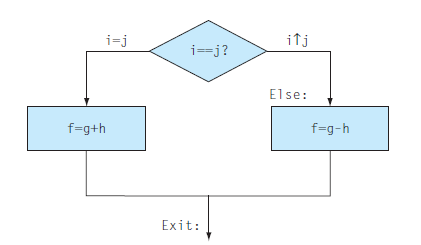 i=j
i==j?
i↑j
Else:
f=g+h
f=g-h
Exit: